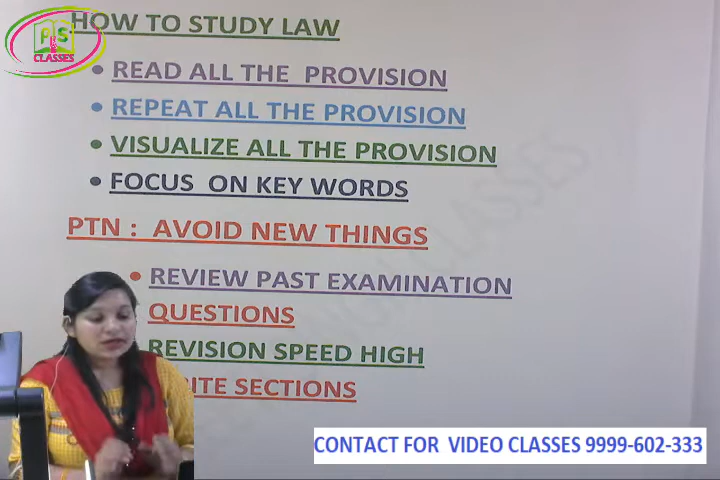 HOW TO STUDY LAW
PS
CLASSES
• READ ALL THE PROVISION
• REPEAT ALL THE PROVISION
• VISUALIZE ALL THE PROVISION
• FOCUS ON KEY WORDS
PTN : AVOID NEW THINGS
• REVIEW PAST EXAMINATION
QUESTIONS
REVISION SPEED HIGH
SECTIONS
CLASSES
CONTACT FOR VIDEO CLASSES 9999-602-333